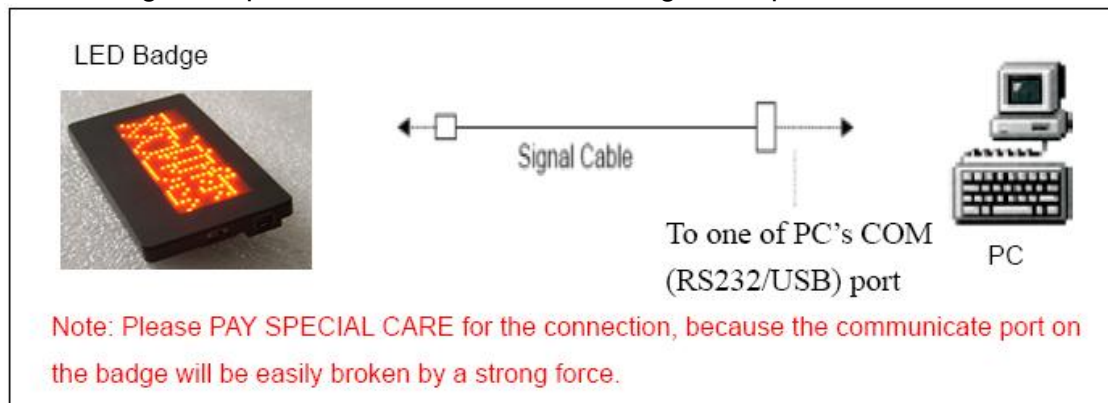 LED Badge
Signal Cable
To one of PC's COM
(RS232/USB) port
PC
Note: Please PAY SPECIAL CARE for the connection, because the communicate port on
the badge will be easily broken by a strong force.